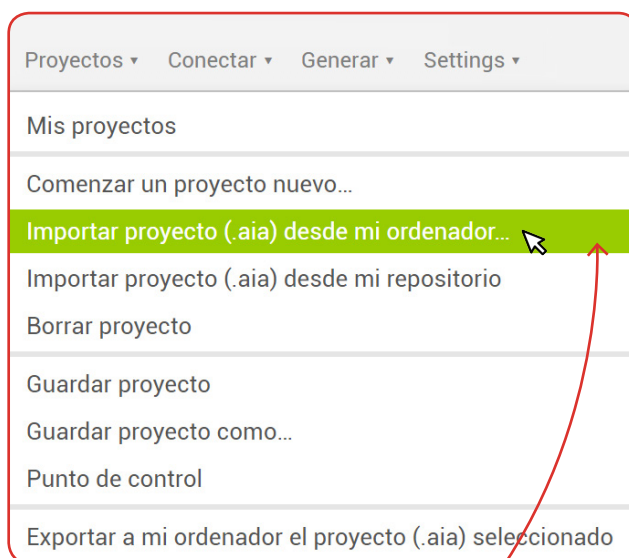 Proyectos ▾ Conectar ▾ Generar ▾ Settings ▾
Mis proyectos
Comenzar un proyecto nuevo...
Importar proyecto (.aia) desde mi ordenador...
Importar proyecto (.aia) desde mi repositorio
Borrar proyecto
Guardar proyecto
Guardar proyecto como...
Punto de control
Exportar a mi ordenador el proyecto (.aia) seleccionado